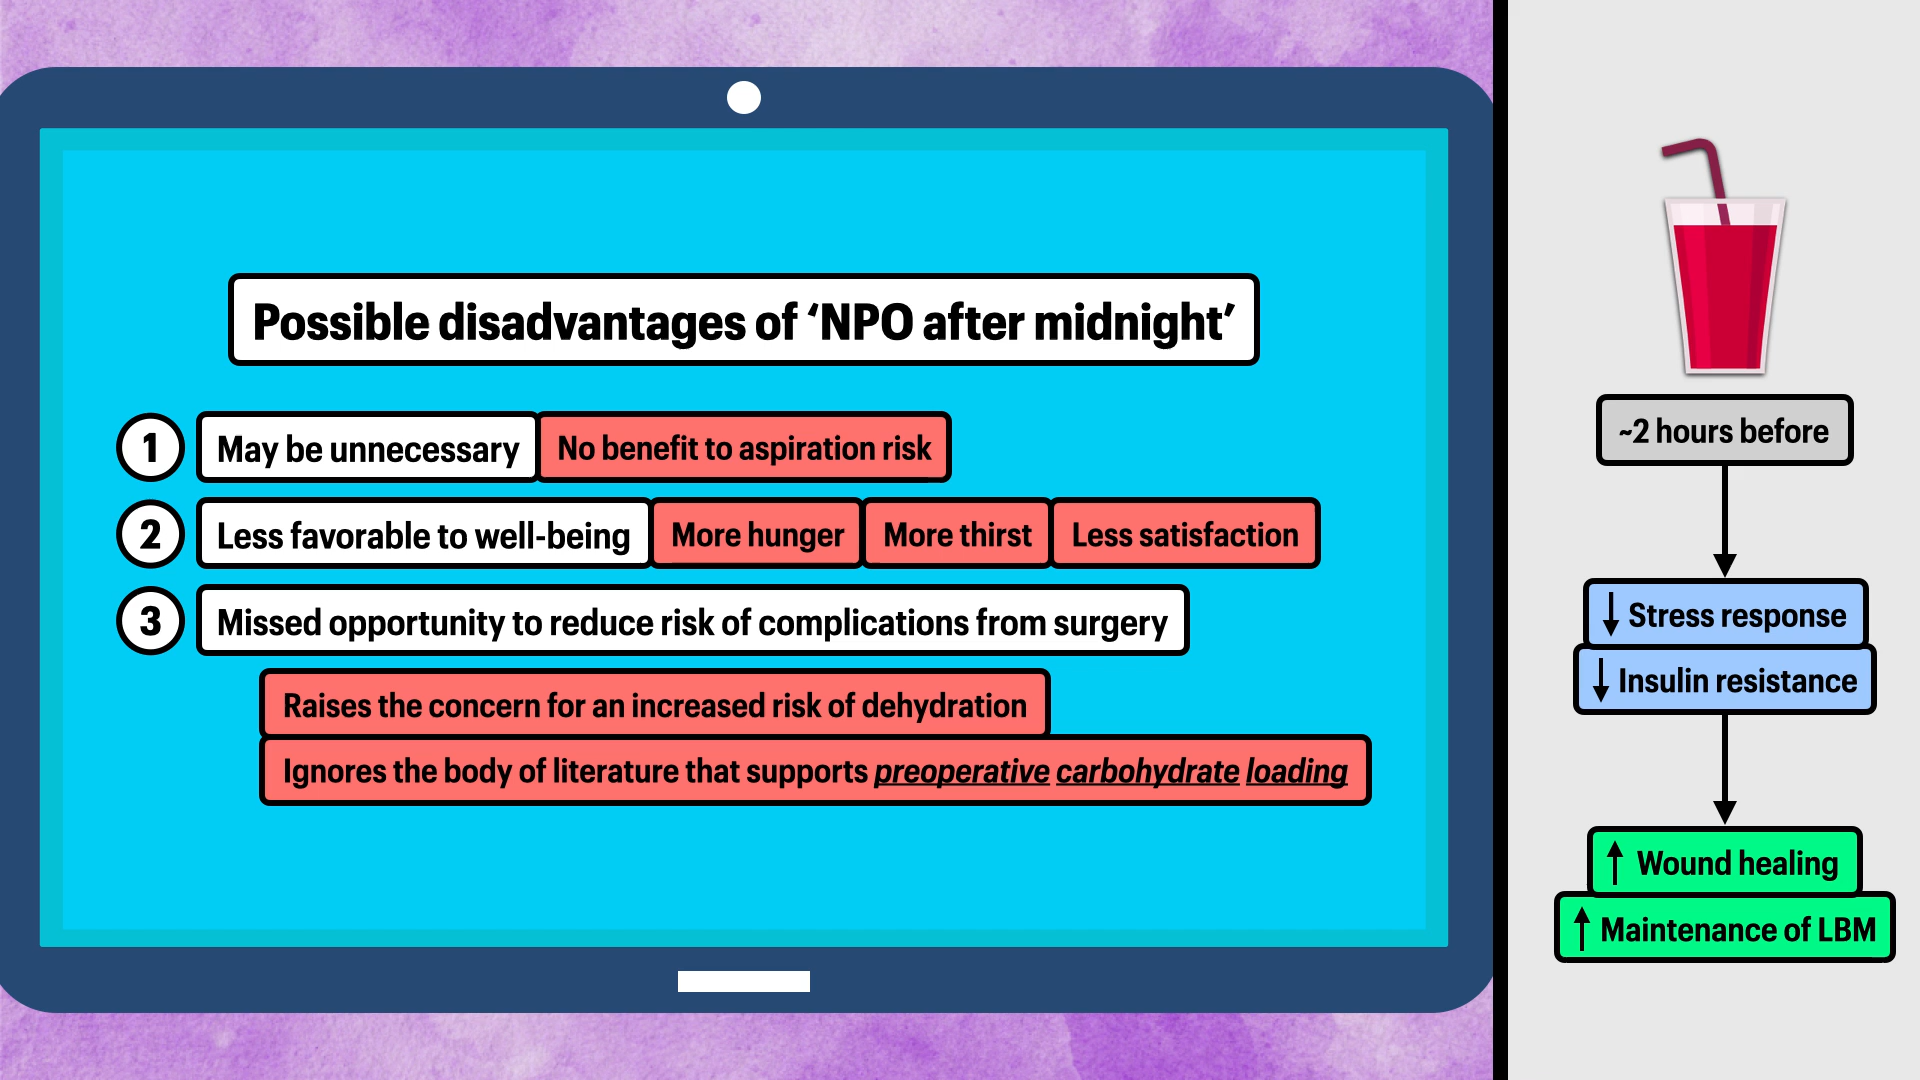 Possible disadvantages of ‘NPO after midnight’
1 May be unnecessary No benefit to aspiration risk
2 Less favorable to well-being More hunger More thirst Less satisfaction
3 Missed opportunity to reduce risk of complications from surgery
Raises the concern for an increased risk of dehydration
Ignores the body of literature that supports preoperative carbohydrate loading
~2 hours before
↓ Stress response
↓ Insulin resistance
↑ Wound healing
↑ Maintenance of LBM